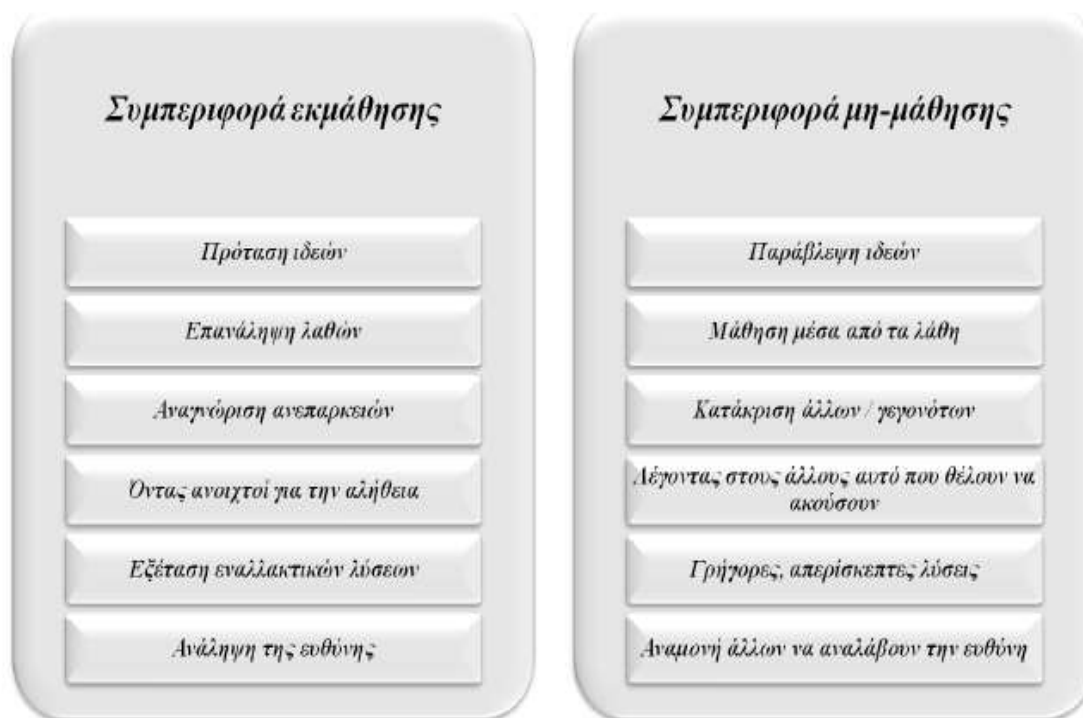 Συμπεριφορά εκμάθησης
Πρόταση ιδεών
Επανάληψη λαθών
Αναγνώριση ανεπαρκειών
Όντας ανοιχτοί για την αλήθεια
Εξέταση εναλλακτικών λύσεων
Ανάληψη της ευθύνης
Συμπεριφορά μη-μάθησης
Παράβλεψη ιδεών
Μάθηση μέσα από τα λάθη
Κατάκριση άλλων / γεγονότων
Λέγοντας στους άλλους αυτό που θέλουν να
ακούσουν
Γρήγορες, απερίσκεπτες λύσεις
Αναμονή άλλων να αναλάβουν την ευθύνη